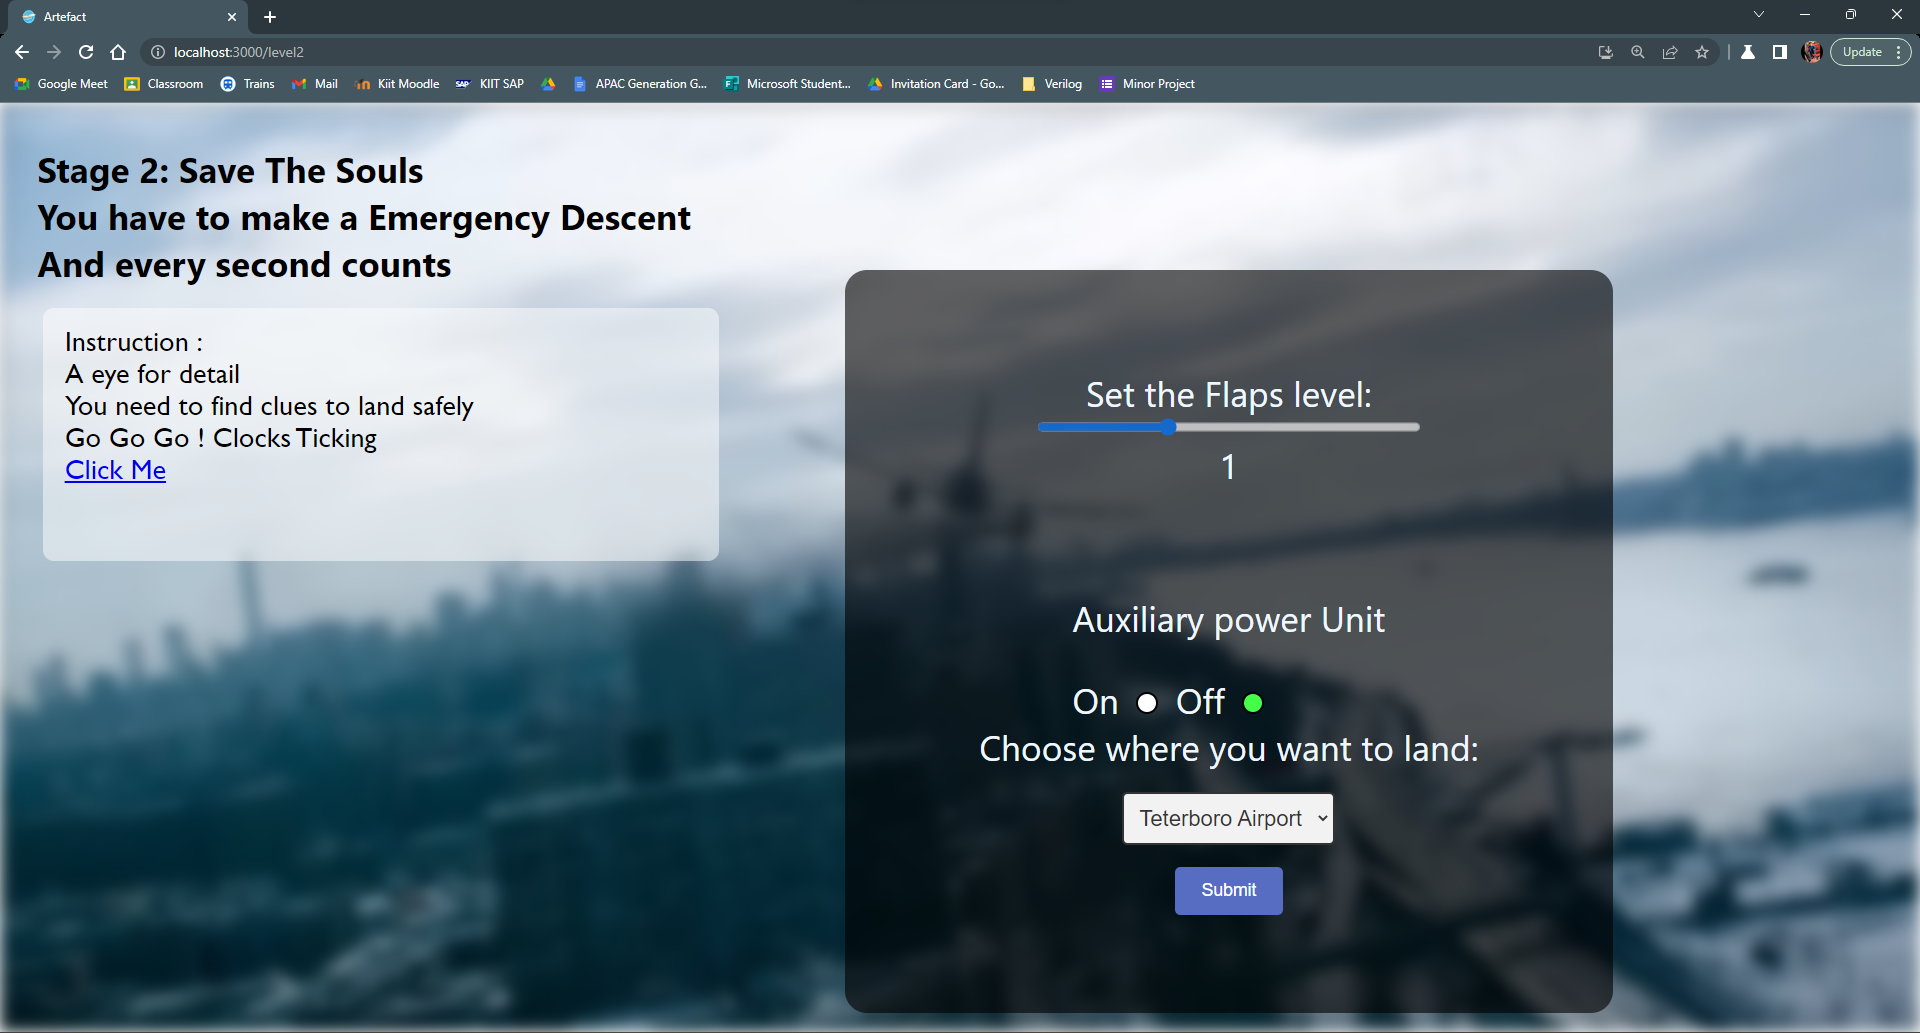 Artefact
localhost:3000/level2
Update
Google Meet
Classroom
Trains
Mail
Kiit Moodle
SAP
KIIT SAP
APAC Generation G...
Microsoft Student...
Invitation Card - Go...
Verilog
Minor Project
Stage 2: Save The Souls
You have to make a Emergency Descent
And every second counts
Instruction :
A eye for detail
You need to find clues to land safely
Go Go Go ! Clocks Ticking
Click Me
Set the Flaps level:
1
Auxiliary power Unit
On Off
Choose where you want to land:
Teterboro Airport
Submit